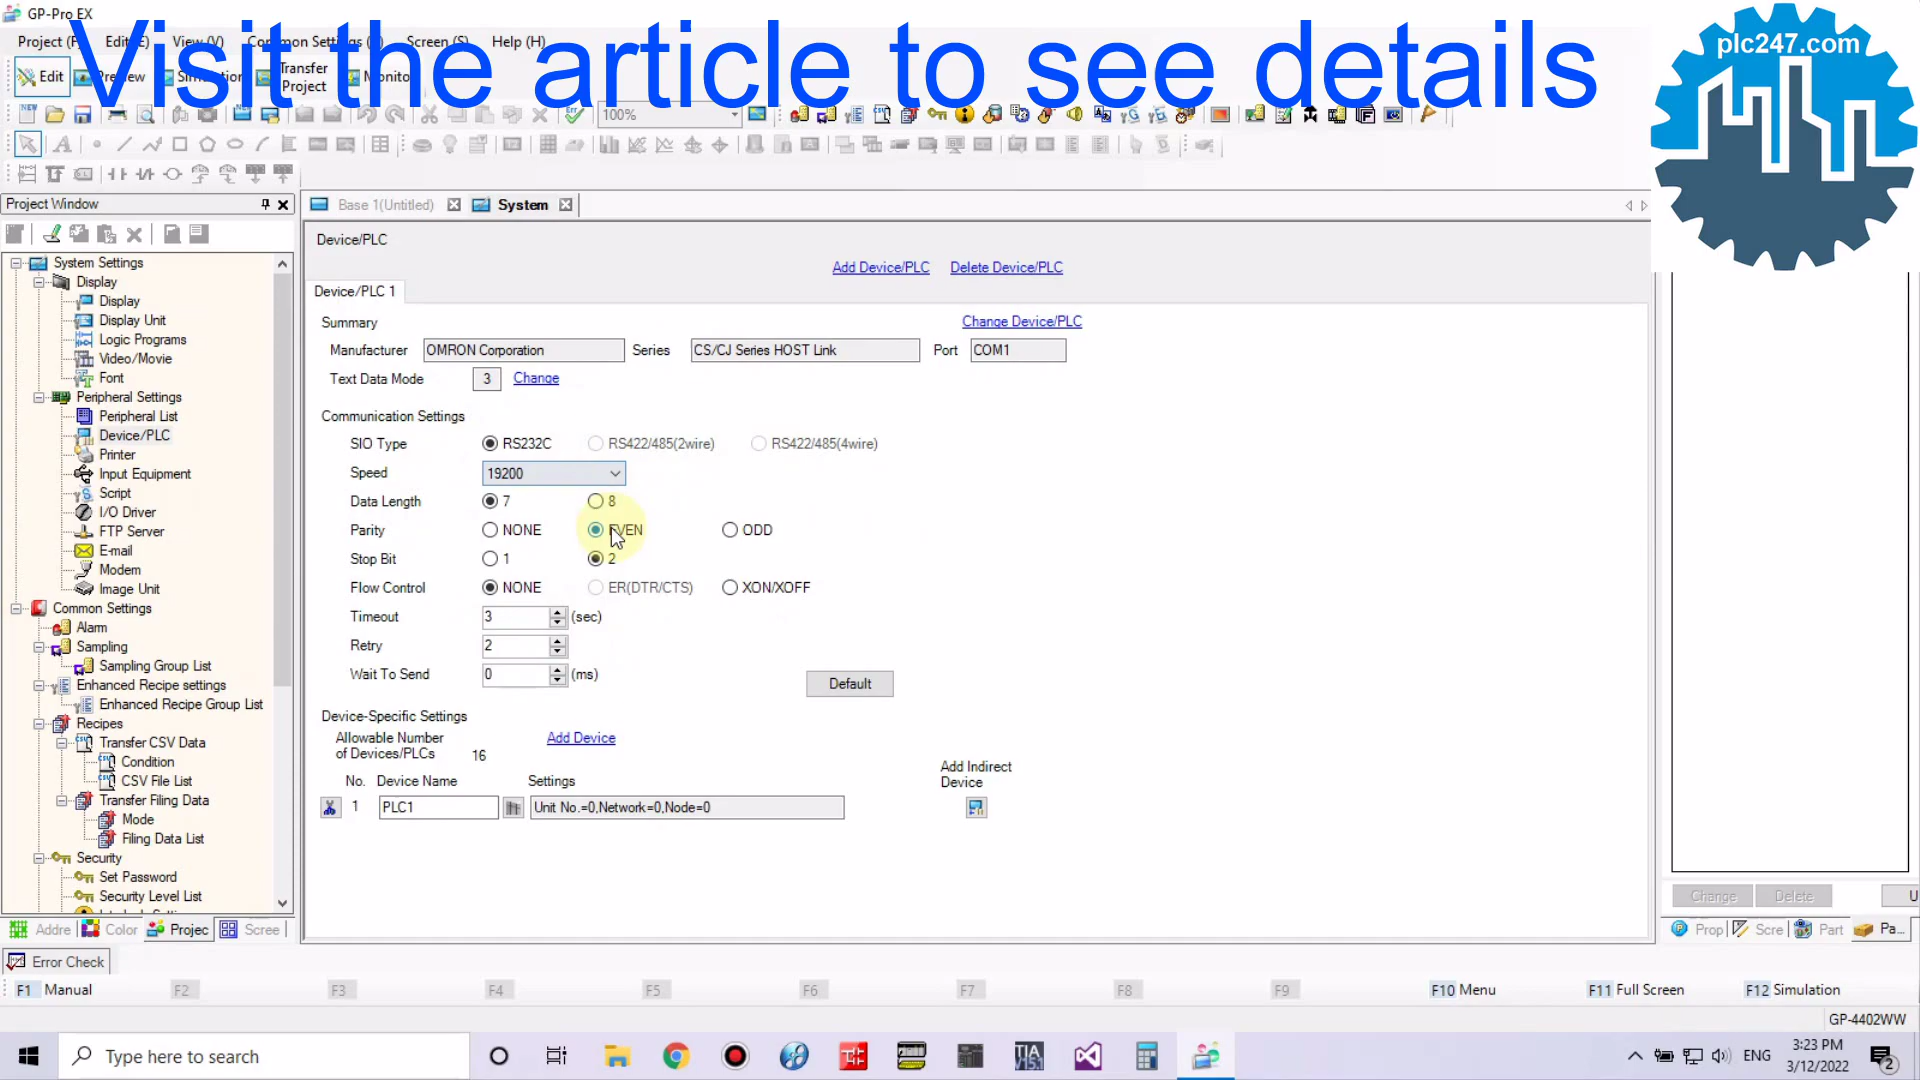 GP-Pro EX
Visit the article to see details
plc247.com
Project (F Edit(E) View (V) Common Settings ( ) Screen (S) Help (H)
Edit Preview Simulation Transfer Project Monito
100%
Project Window
Base 1(Untitled) System
System Settings
Display
Display
Display Unit
Logic Programs
Video/Movie
Font
Peripheral Settings
Peripheral List
Device/PLC
Printer
Input Equipment
Script
I/O Driver
FTP Server
E-mail
Modem
Image Unit
Common Settings
Alarm
Sampling
Sampling Group List
Enhanced Recipe settings
Enhanced Recipe Group List
Recipes
Transfer CSV Data
Condition
CSV File List
Transfer Filing Data
Mode
Filing Data List
Security
Set Password
Security Level List
Addre Color Projec Scree
Device/PLC
Add Device/PLC Delete Device/PLC
Device/PLC 1
Summary Change Device/PLC
Manufacturer OMRON Corporation Series CS/CJ Series HOST Link Port COM1
Text Data Mode 3 Change
Communication Settings
SIO Type RS232C RS422/485(2wire) RS422/485(4wire)
Speed 19200
Data Length 7 8
Parity NONE EVEN ODD
Stop Bit 1 2
Flow Control NONE ER(DTR/CTS) XON/XOFF
Timeout 3 (sec)
Retry 2
Wait To Send 0 (ms)
Default
Device-Specific Settings
Allowable Number
of Devices/PLCs 16 Add Device
Add Indirect
Device
No. Device Name Settings
1 PLC1 Unit No.=0,Network=0,Node=0
Change Delete U
Prop Scre Part Pa...
Error Check
F1 Manual F2 F3 F4 F5 F6 F7 F8 F9 F10 Menu F11 Full Screen F12 Simulation
GP-4402WW
Type here to search
TIA V15.1
ENG
3:23 PM
3/12/2022
2